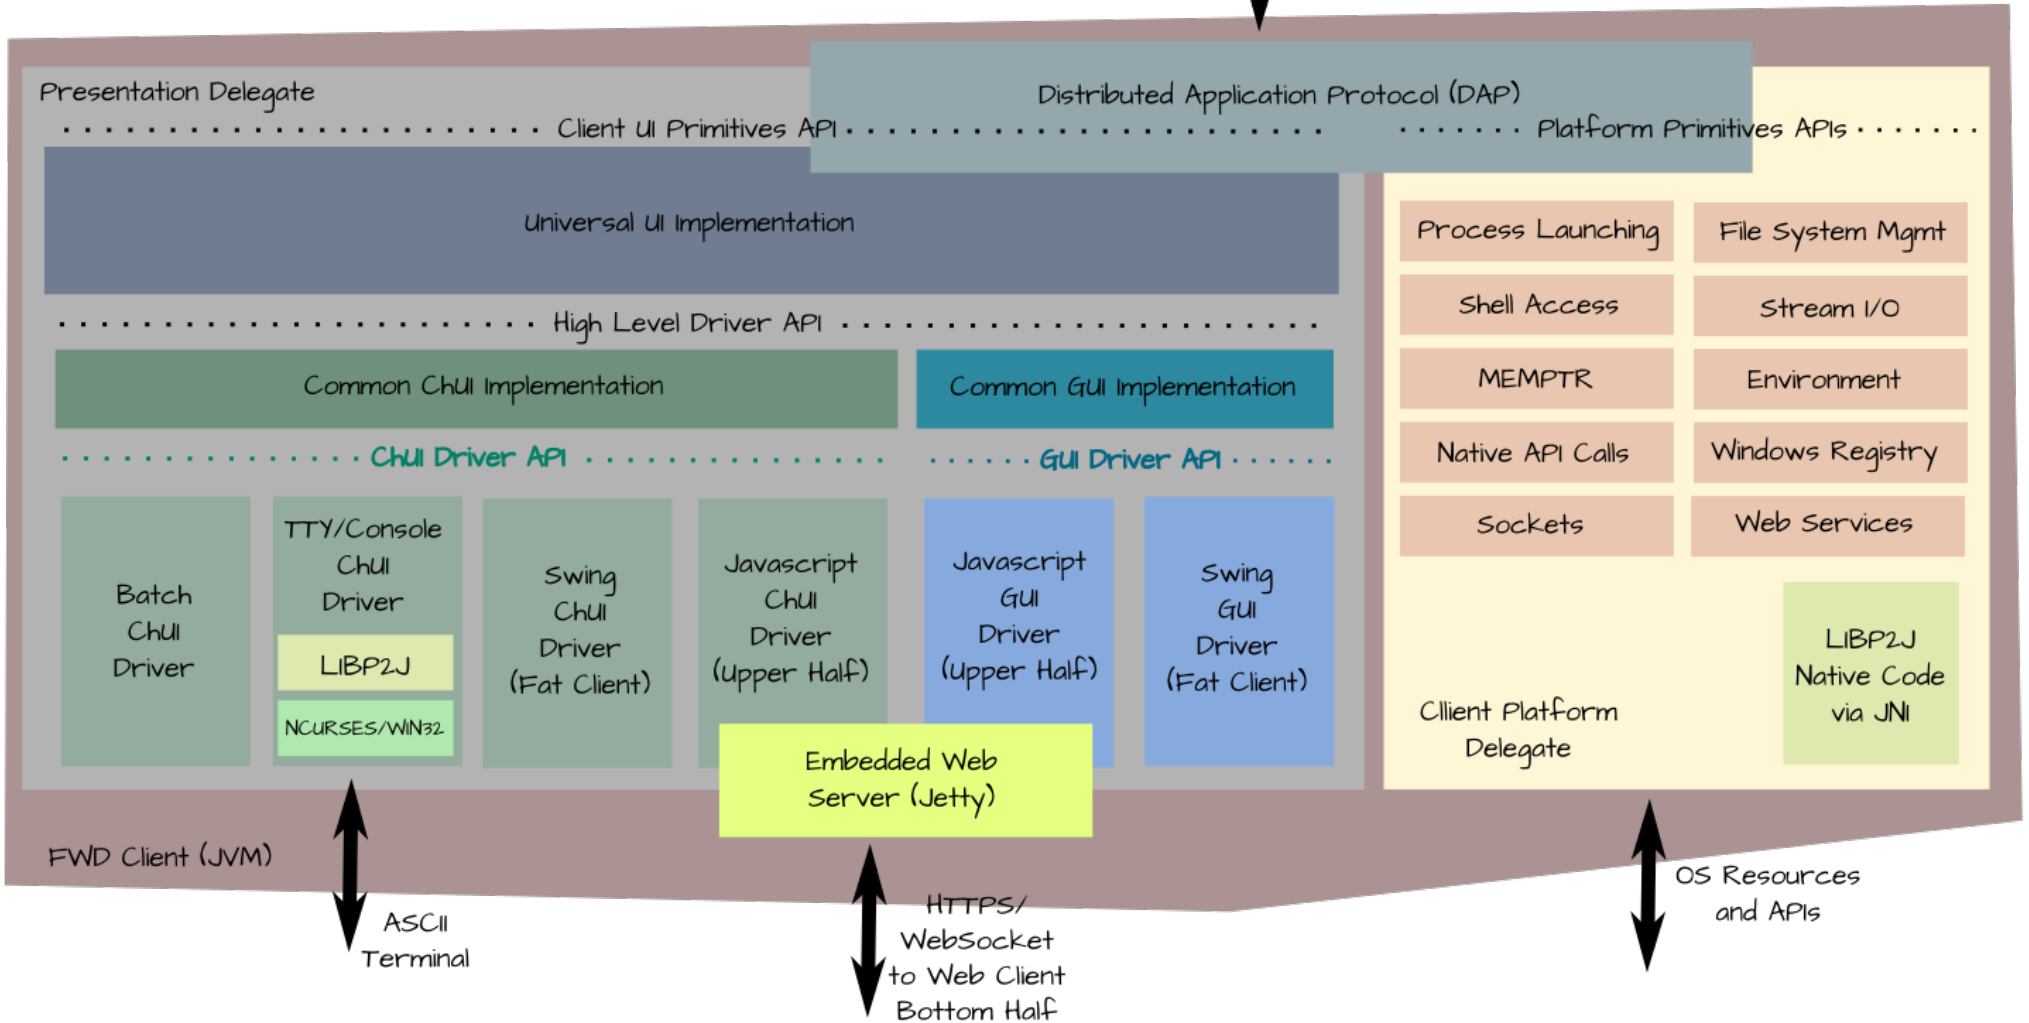 Presentation Delegate
Distributed Application Protocol (DAP)
Client UI Primitives API
Platform Primitives APIs
Universal UI Implementation
High Level Driver API
Common ChUI Implementation
Common GUI Implementation
ChUI Driver API
GUI Driver API
Batch
ChUI
Driver
TTY/Console
ChUI
Driver
LIBP2J
NCURSES/WIN32
Swing
ChUI
Driver
(Fat Client)
Javascript
ChUI
Driver
(Upper Half)
Javascript
GUI
Driver
(Upper Half)
Swing
GUI
Driver
(Fat Client)
Embedded Web
Server (Jetty)
Process Launching
File System Mgmt
Shell Access
Stream I/O
MEMPTR
Environment
Native API Calls
Windows Registry
Sockets
Web Services
Cllient Platform
Delegate
LIBP2J
Native Code
via JNI
FWD Client (JVM)
ASCII
Terminal
HTTPS/
WebSocket
to Web Client
Bottom Half
OS Resources
and APIs